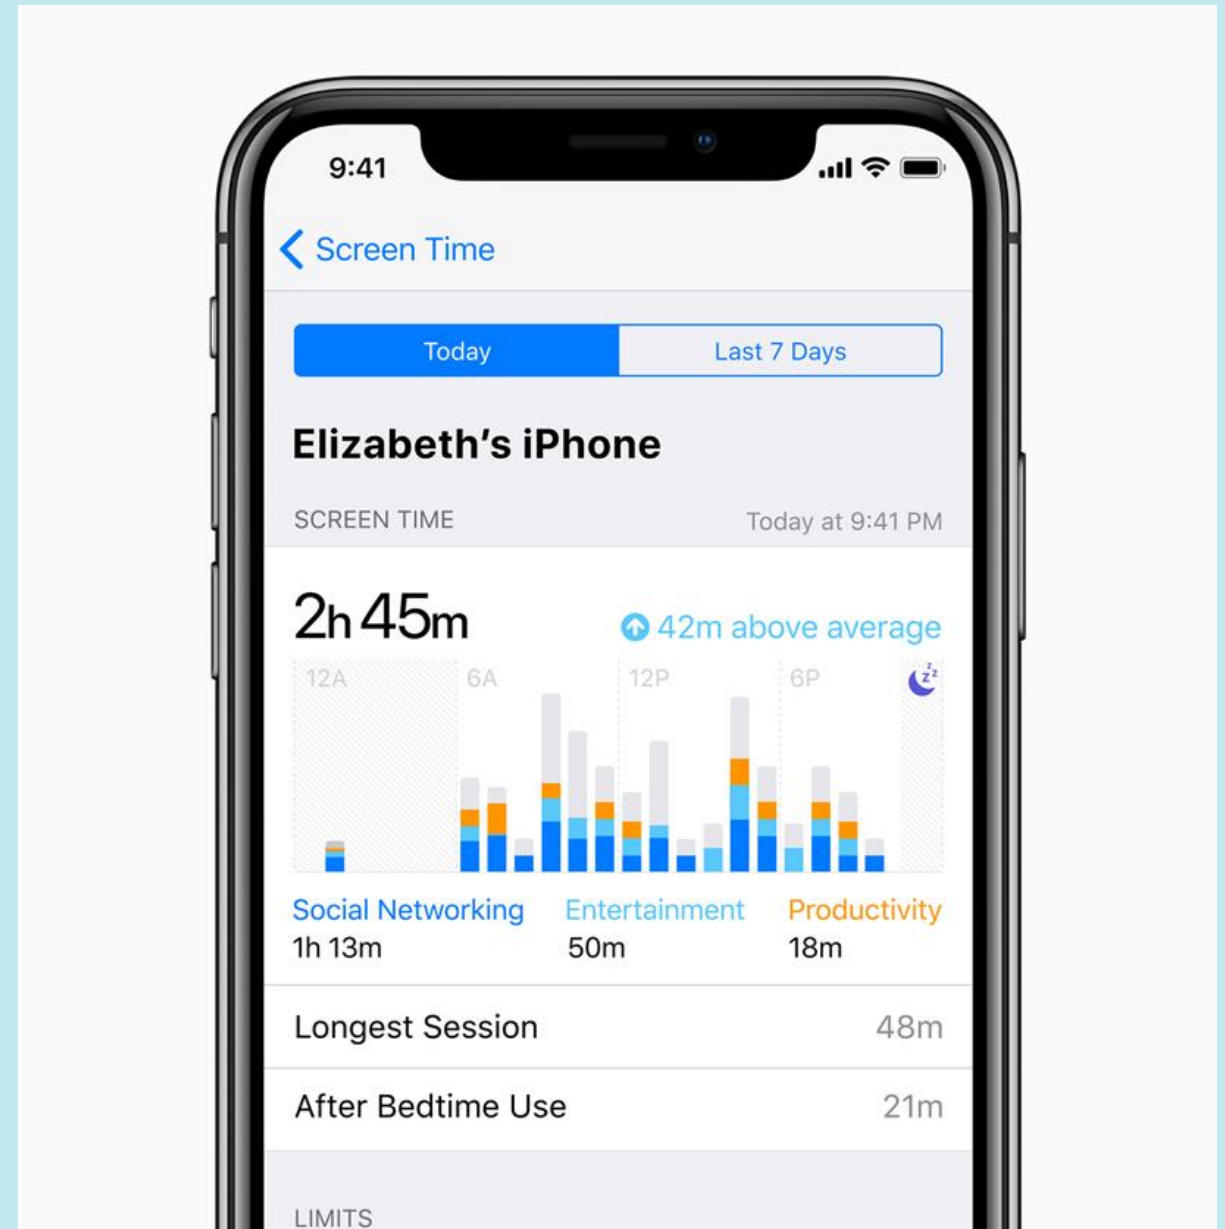 9:41
Screen Time
Today Last 7 Days
Elizabeth’s iPhone
SCREEN TIME Today at 9:41 PM
2h 45m 42m above average
12A 6A 12P 6P zzz
Social Networking Entertainment Productivity
1h 13m 50m 18m
Longest Session 48m
After Bedtime Use 21m
LIMITS